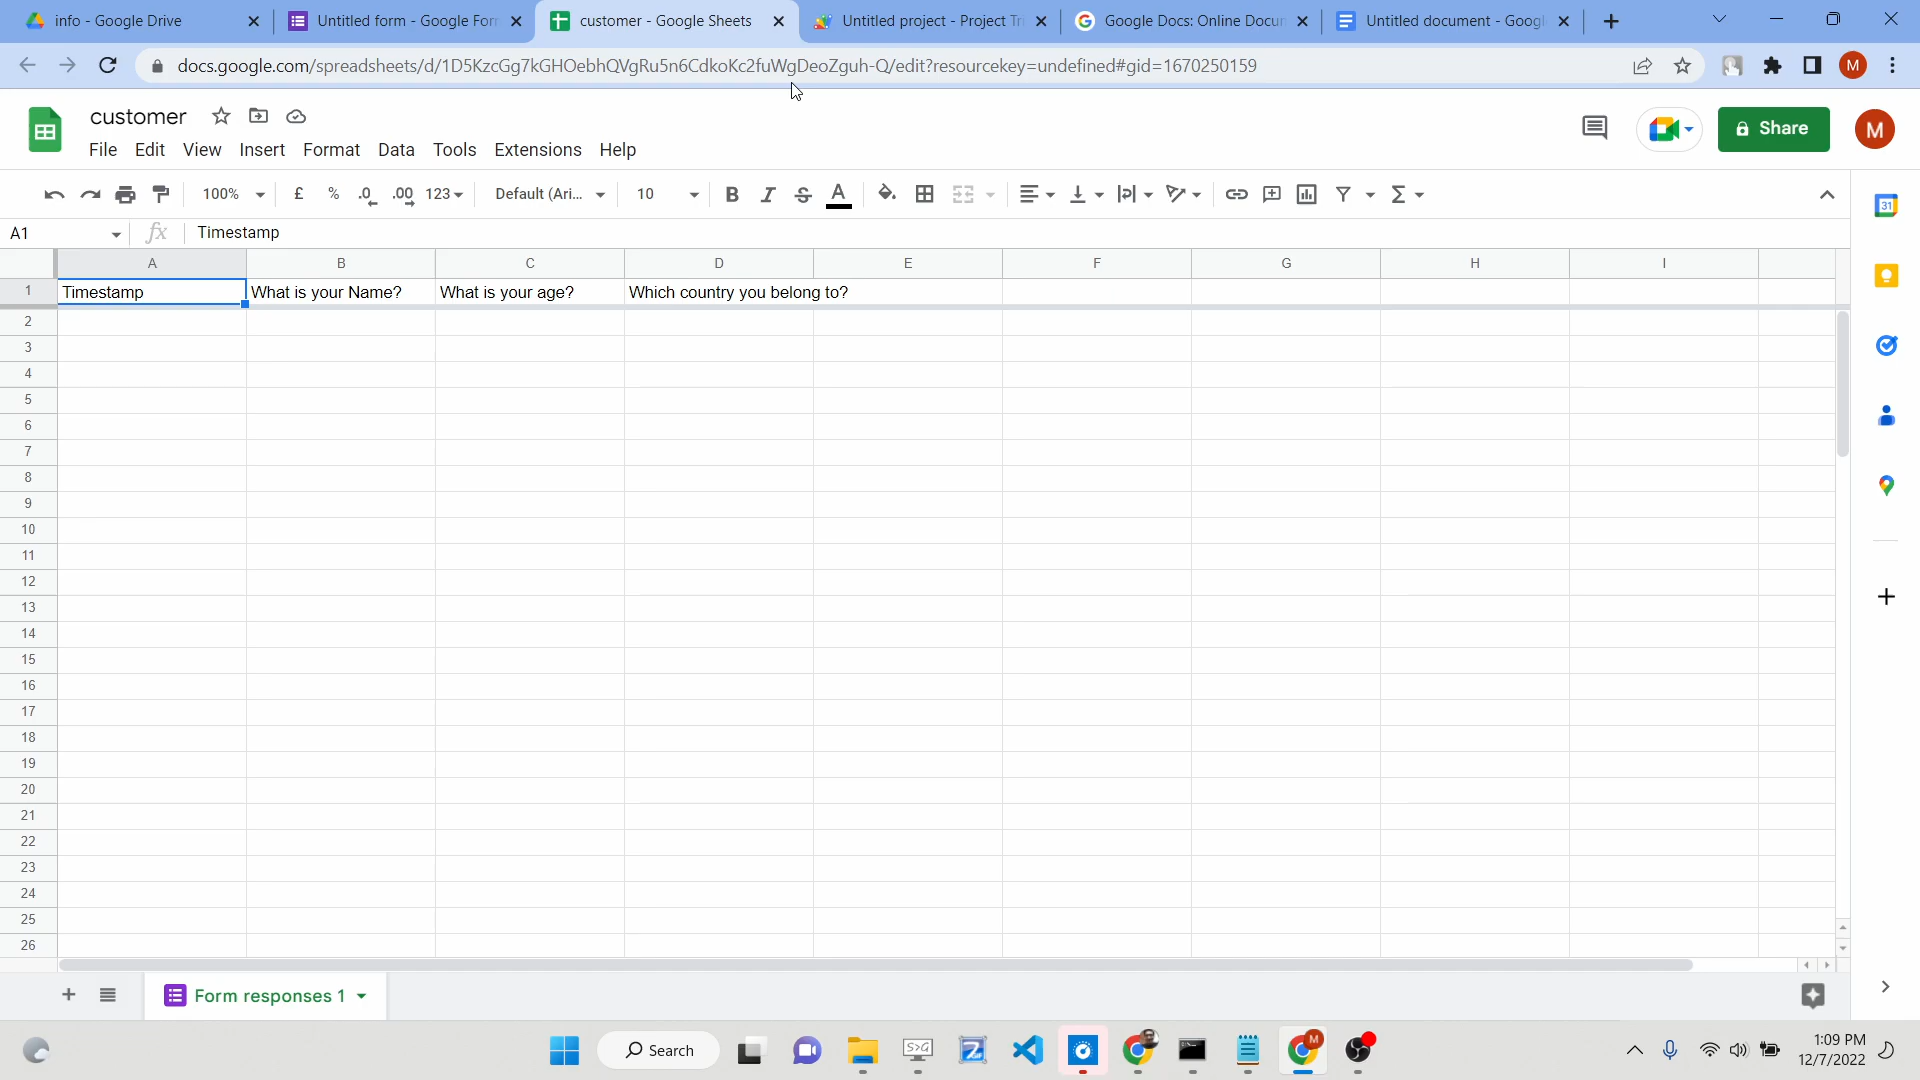 info - Google Drive
Untitled form - Google Forn
customer - Google Sheets
Untitled project - Project Tri
Google Docs: Online Docum
Untitled document - Googl
docs.google.com/spreadsheets/d/1D5KzcGg7kGHOebhQVgRu5n6CdkoKc2fuWgDeoZguh-Q/edit?resourcekey=undefined#gid=1670250159
M
customer
File Edit View Insert Format Data Tools Extensions Help
Share
M
100% £ % .0 .00 123 Default (Ari... 10 B I S A Σ
A1 fx Timestamp
A B C D E F G H I
1 Timestamp What is your Name? What is your age? Which country you belong to?
2
3
4
5
6
7
8
9
10
11
12
13
14
15
16
17
18
19
20
21
22
23
24
25
26
31
Form responses 1
Search
S>G
M
1:09 PM
12/7/2022